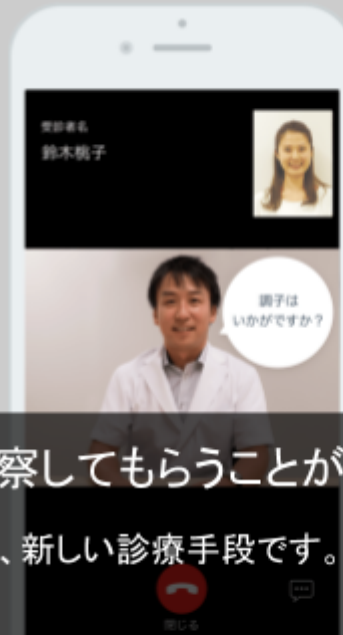 受診者名
鈴木桃子
調子は
いかがですか？
察してもらうことが
、新しい診療手段です。
閉じる